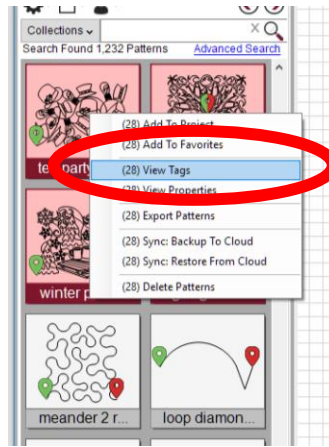 Collections
Search Found 1,232 Patterns Advanced Search
(28) Add To Project
(28) Add To Favorites
(28) View Tags
(28) View Properties
(28) Export Patterns
(28) Sync: Backup To Cloud
(28) Sync: Restore From Cloud
(28) Delete Patterns
winter
meander 2 r...
loop diamon...